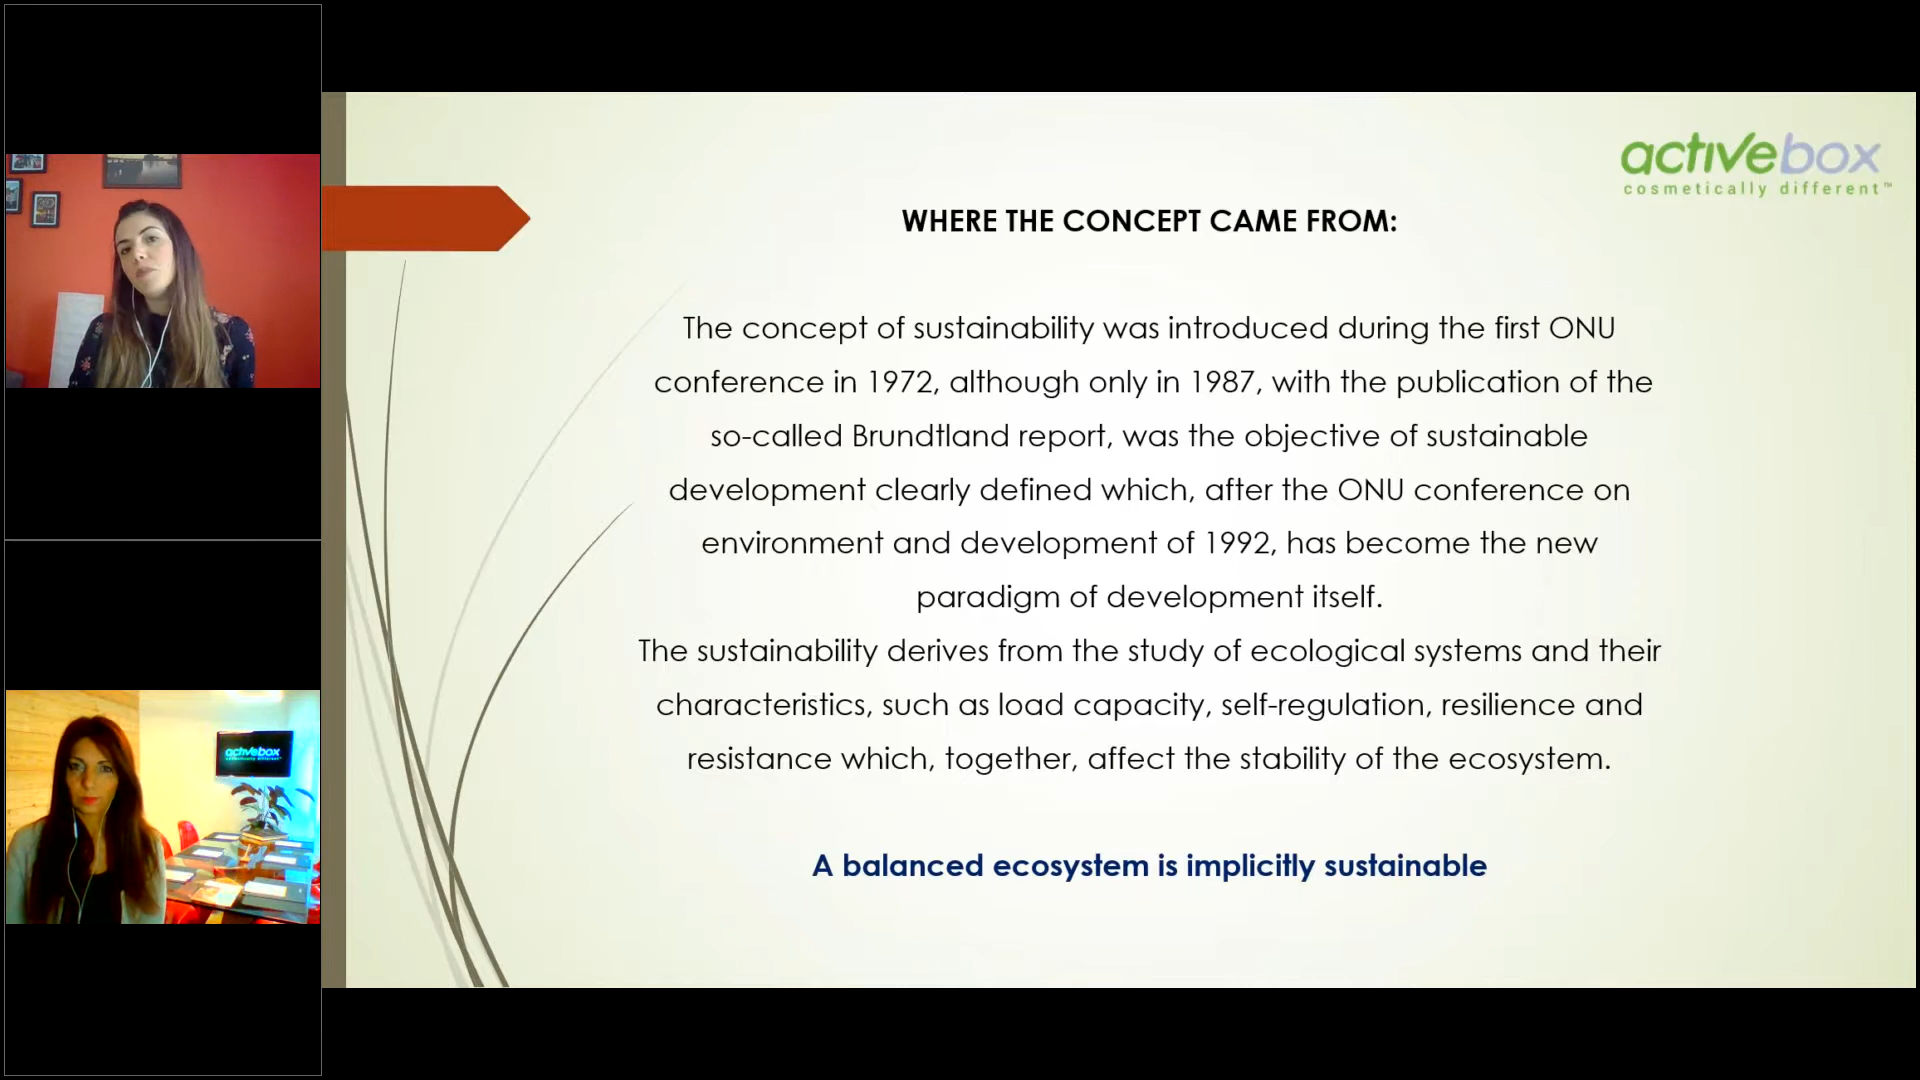 activebox
cosmetically different™
WHERE THE CONCEPT CAME FROM:
The concept of sustainability was introduced during the first ONU
conference in 1972, although only in 1987, with the publication of the
so-called Brundtland report, was the objective of sustainable
development clearly defined which, after the ONU conference on
environment and development of 1992, has become the new
paradigm of development itself.
The sustainability derives from the study of ecological systems and their
characteristics, such as load capacity, self-regulation, resilience and
resistance which, together, affect the stability of the ecosystem.
A balanced ecosystem is implicitly sustainable
activebox
cosmetically different™